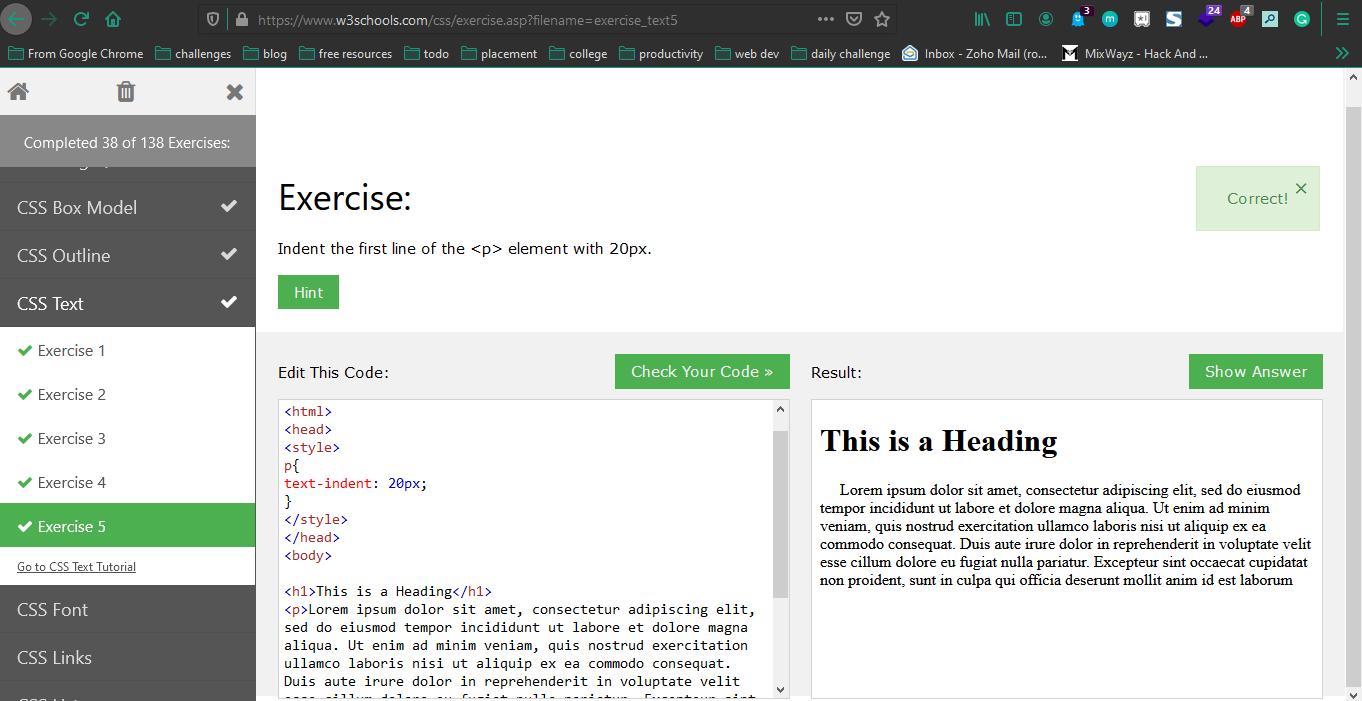 https://www.w3schools.com/css/exercise.asp?filename=exercise_text5
3
m
24
ABP
4
From Google Chrome
challenges
blog
free resources
todo
placement
college
productivity
web dev
daily challenge
Inbox - Zoho Mail (ro...
MixWayz - Hack And ...
Completed 38 of 138 Exercises:
CSS Box Model
CSS Outline
CSS Text
Exercise 1
Exercise 2
Exercise 3
Exercise 4
Exercise 5
Go to CSS Text Tutorial
CSS Font
CSS Links
Exercise:
Correct!
×
Indent the first line of the <p> element with 20px.
Hint
Edit This Code:
Check Your Code »
<html>
<head>
<style>
p{
text-indent: 20px;
}
</style>
</head>
<body>
<h1>This is a Heading</h1>
<p>Lorem ipsum dolor sit amet, consectetur adipiscing elit,
sed do eiusmod tempor incididunt ut labore et dolore magna
aliqua. Ut enim ad minim veniam, quis nostrud exercitation
ullamco laboris nisi ut aliquip ex ea commodo consequat.
Duis aute irure dolor in reprehenderit in voluptate velit
Result:
Show Answer
This is a Heading
Lorem ipsum dolor sit amet, consectetur adipiscing elit, sed do eiusmod
tempor incididunt ut labore et dolore magna aliqua. Ut enim ad minim
veniam, quis nostrud exercitation ullamco laboris nisi ut aliquip ex ea
commodo consequat. Duis aute irure dolor in reprehenderit in voluptate velit
esse cillum dolore eu fugiat nulla pariatur. Excepteur sint occaecat cupidatat
non proident, sunt in culpa qui officia deserunt mollit anim id est laborum